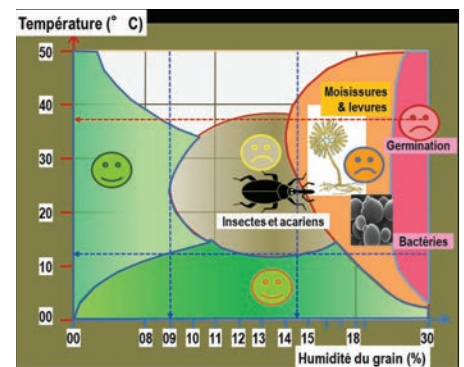 Température (° C)
50
40
30
20
10
00
Moisissures
& levures
Germination
Insectes et acariens
Bactéries
00 08 09 10 11 12 13 14 15 18 30
Humidité du grain (%)